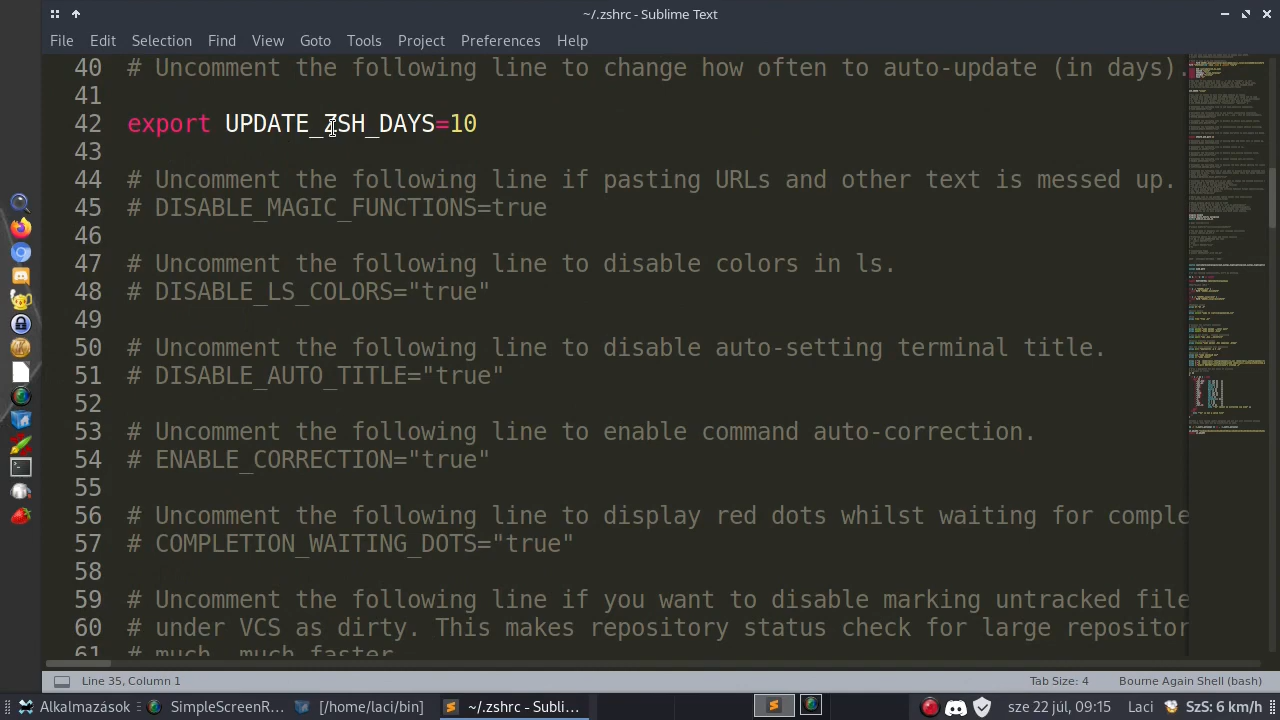 ~/.zshrc - Sublime Text
File Edit Selection Find View Goto Tools Project Preferences Help
40 # Uncomment the following to change how often to auto-update (in days).
41
42 export UPDATE_ZSH_DAYS=10
43
44 # Uncomment the following if pasting URLs and other text is messed up.
45 # DISABLE_MAGIC_FUNCTIONS=true
46
47 # Uncomment the following line to disable colors in ls.
48 # DISABLE_LS_COLORS="true"
49
50 # Uncomment the following line to disable auto-setting terminal title.
51 # DISABLE_AUTO_TITLE="true"
52
53 # Uncomment the following to enable command auto-correction.
54 # ENABLE_CORRECTION="true"
55
56 # Uncomment the following line to display red dots whilst waiting for comple
57 # COMPLETION_WAITING_DOTS="true"
58
59 # Uncomment the following line if you want to disable marking untracked file
60 # under VCS as dirty. This makes repository status check for large repositor
61 # much, much faster.
Line 35, Column 1 Tab Size: 4 Bourne Again Shell (bash)
Alkalmazások SimpleScreenR... [/home/laci/bin] ~/.zshrc - Subli... sze 22 júl, 09:15 Laci SzS: 6 km/h